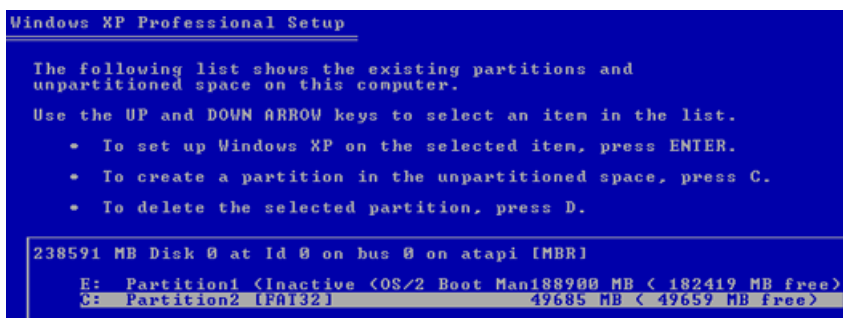 Windows XP Professional Setup
The following list shows the existing partitions and
unpartitioned space on this computer.
Use the UP and DOWN ARROW keys to select an item in the list.
• To set up Windows XP on the selected item, press ENTER.
• To create a partition in the unpartitioned space, press C.
• To delete the selected partition, press D.
238591 MB Disk 0 at Id 0 on bus 0 on atapi [MBR]
E: Partition1 (Inactive (OS/2 Boot Man188900 MB ( 182419 MB free)
C: Partition2 [FAT32] 49685 MB ( 49659 MB free)